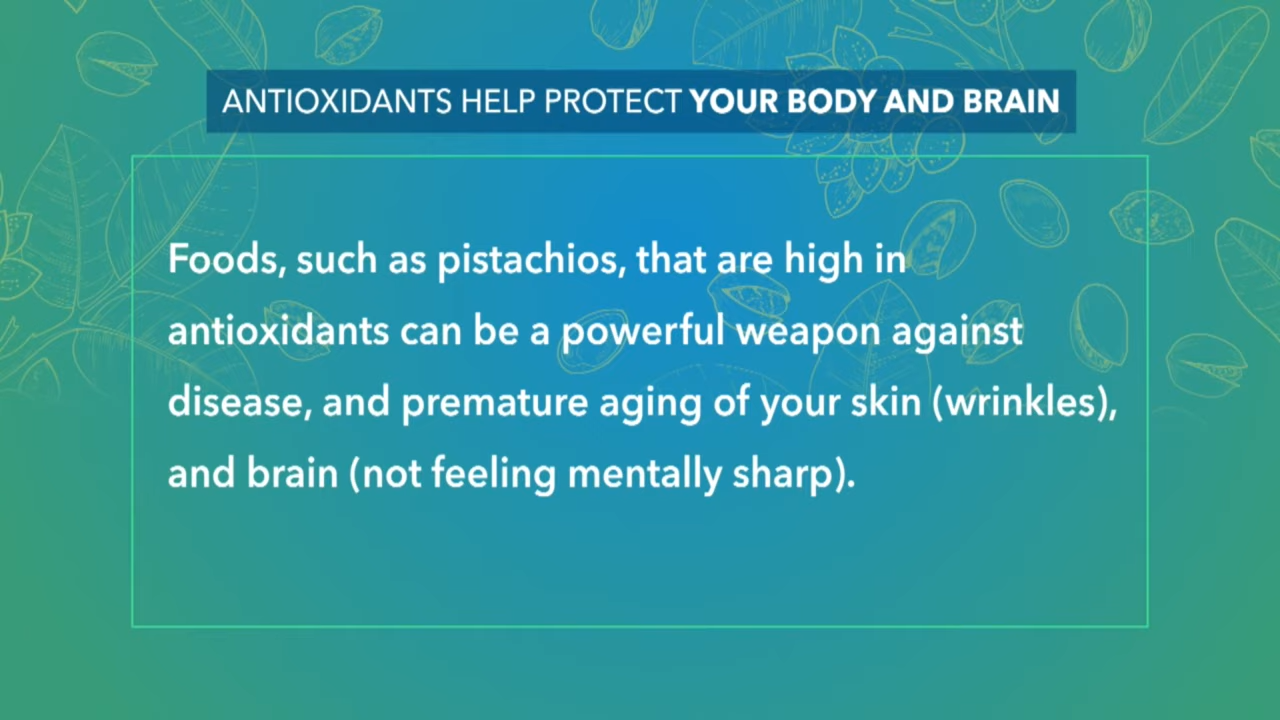 ANTIOXIDANTS HELP PROTECT YOUR BODY AND BRAIN
Foods, such as pistachios, that are high in
antioxidants can be a powerful weapon against
disease, and premature aging of your skin (wrinkles),
and brain (not feeling mentally sharp).